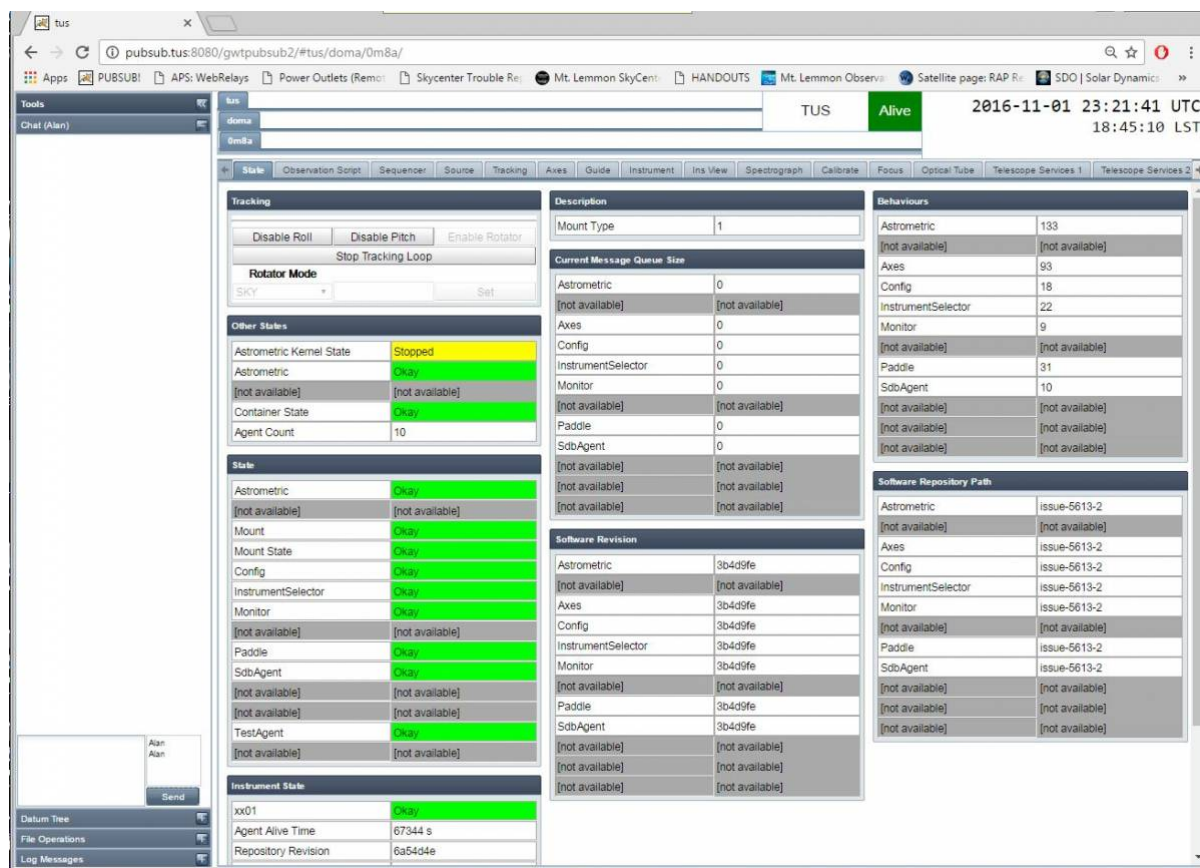 tus
pubsub.tus:8080/gwtpubsub2/#tus/doma/0m8a/
Apps PUBSUB! APS: WebRelays Power Outlets (Remot Skycenter Trouble Re Mt. Lemmon SkyCent HANDOUTS Mt. Lemmon Observa Satellite page: RAP Re SDO | Solar Dynamics »
Tools
Chat (Alan)
Alan
Alan
Send
Datum Tree
File Operations
Log Messages
tus
doma
0m8a
TUS Alive
2016-11-01 23:21:41 UTC
18:45:10 LST
State Observation Script Sequencer Source Tracking Axes Guide Instrument Ins View Spectrograph Calibrate Focus Optical Tube Telescope Services 1 Telescope Services 2
Tracking
Disable Roll Disable Pitch Enable Rotator
Stop Tracking Loop
Rotator Mode
SKY Set
Other States
Astrometric Kernel State Stopped
Astrometric Okay
[not available] [not available]
Container State Okay
Agent Count 10
State
Astrometric Okay
[not available] [not available]
Mount Okay
Mount State Okay
Config Okay
InstrumentSelector Okay
Monitor Okay
[not available] [not available]
Paddle Okay
SdbAgent Okay
[not available] [not available]
[not available] [not available]
TestAgent Okay
[not available] [not available]
Instrument State
xx01 Okay
Agent Alive Time 67344 s
Repository Revision 6a54d4e
Description
Mount Type 1
Current Message Queue Size
Astrometric 0
[not available] [not available]
Axes 0
Config 0
InstrumentSelector 0
Monitor 0
[not available] [not available]
Paddle 0
SdbAgent 0
[not available] [not available]
[not available] [not available]
[not available] [not available]
Software Revision
Astrometric 3b4d9fe
[not available] [not available]
Axes 3b4d9fe
Config 3b4d9fe
InstrumentSelector 3b4d9fe
Monitor 3b4d9fe
[not available] [not available]
Paddle 3b4d9fe
SdbAgent 3b4d9fe
[not available] [not available]
[not available] [not available]
[not available] [not available]
Behaviours
Astrometric 133
[not available] [not available]
Axes 93
Config 18
InstrumentSelector 22
Monitor 9
[not available] [not available]
Paddle 31
SdbAgent 10
[not available] [not available]
[not available] [not available]
[not available] [not available]
Software Repository Path
Astrometric issue-5613-2
[not available] [not available]
Axes issue-5613-2
Config issue-5613-2
InstrumentSelector issue-5613-2
Monitor issue-5613-2
[not available] [not available]
Paddle issue-5613-2
SdbAgent issue-5613-2
[not available] [not available]
[not available] [not available]
[not available] [not available]